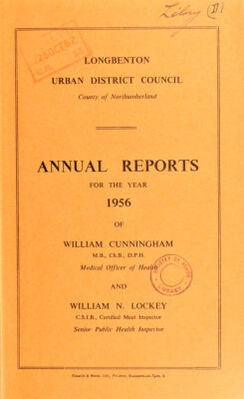 LONGBENTON
URBAN DISTRICT COUNCIL
County of Northumberland
ANNUAL REPORTS
FOR THE YEAR
1956
OF
WILLIAM CUNNINGHAM
M.B., Ch.B., D.P.H.
Medical Officer of Health
AND
WILLIAM N. LOCKEY
C.S.I.B., Certified Meat Inspector
Senior Public Health Inspector